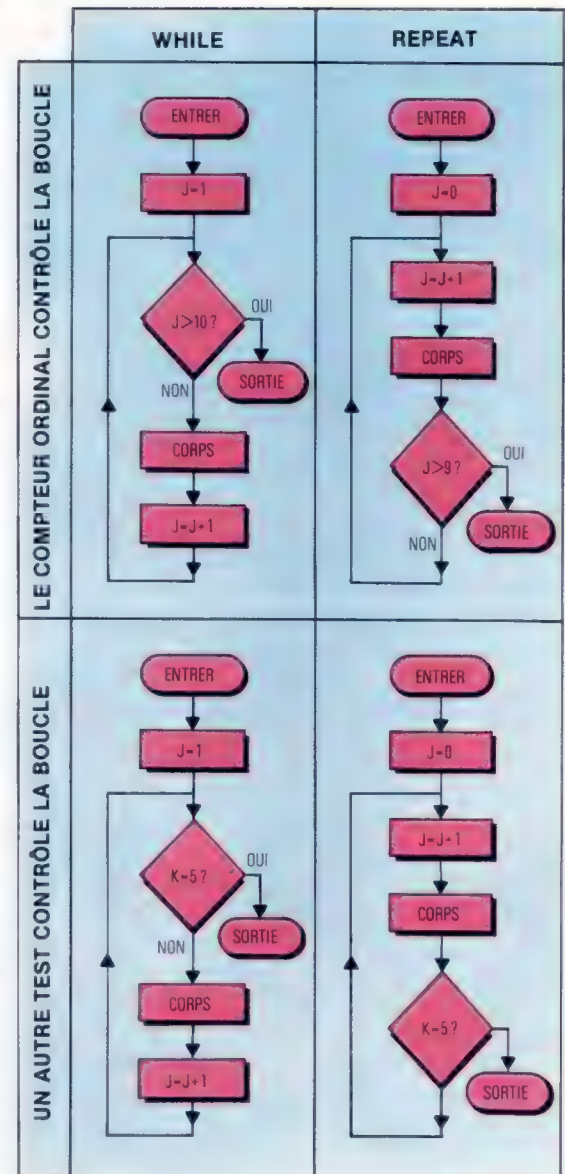 WHILE
REPEAT
LE COMPTEUR ORDINAL CONTRÔLE LA BOUCLE
ENTRER
J=1
J>10?
OUI
SORTIE
NON
CORPS
J=J+1
ENTRER
J=0
J=J+1
CORPS
J>9?
OUI
SORTIE
NON
UN AUTRE TEST CONTRÔLE LA BOUCLE
ENTRER
J=1
K=5?
OUI
SORTIE
NON
CORPS
J=J+1
ENTRER
J=0
J=J+1
CORPS
K=5?
SORTIE